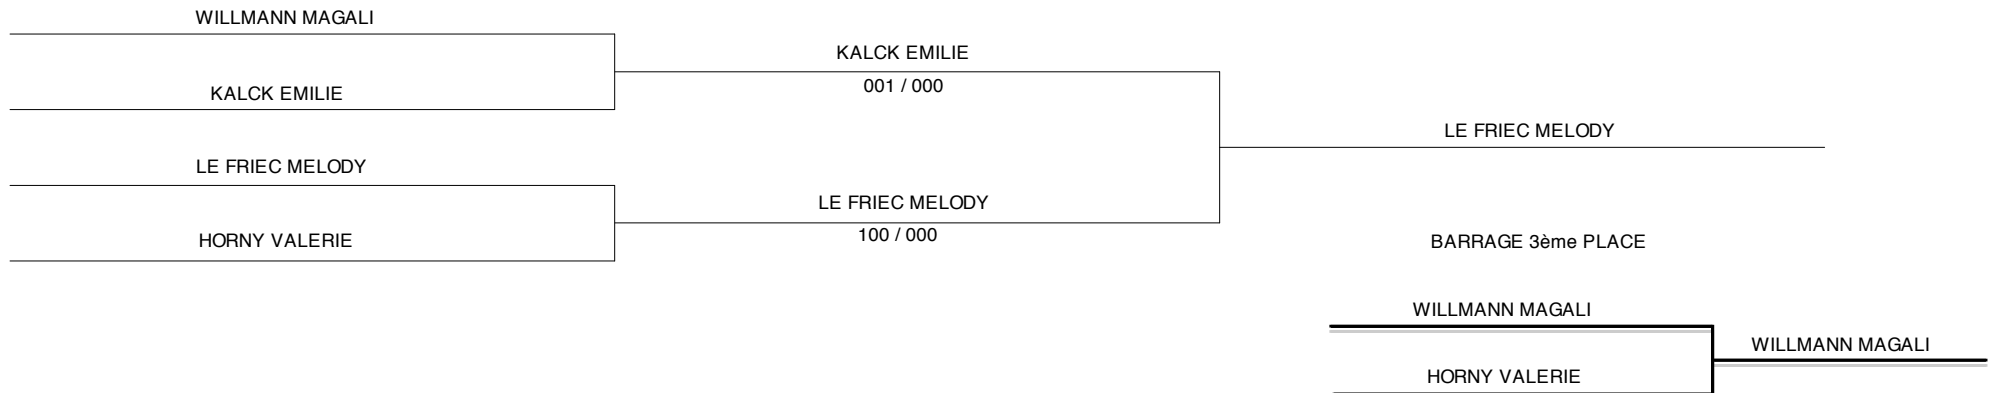 WILLMANN MAGALI
KALCK EMILIE
KALCK EMILIE
001 / 000
LE FRIEC MELODY
LE FRIEC MELODY
HORNY VALERIE
LE FRIEC MELODY
100 / 000
BARRAGE 3ème PLACE
WILLMANN MAGALI
WILLMANN MAGALI
HORNY VALERIE